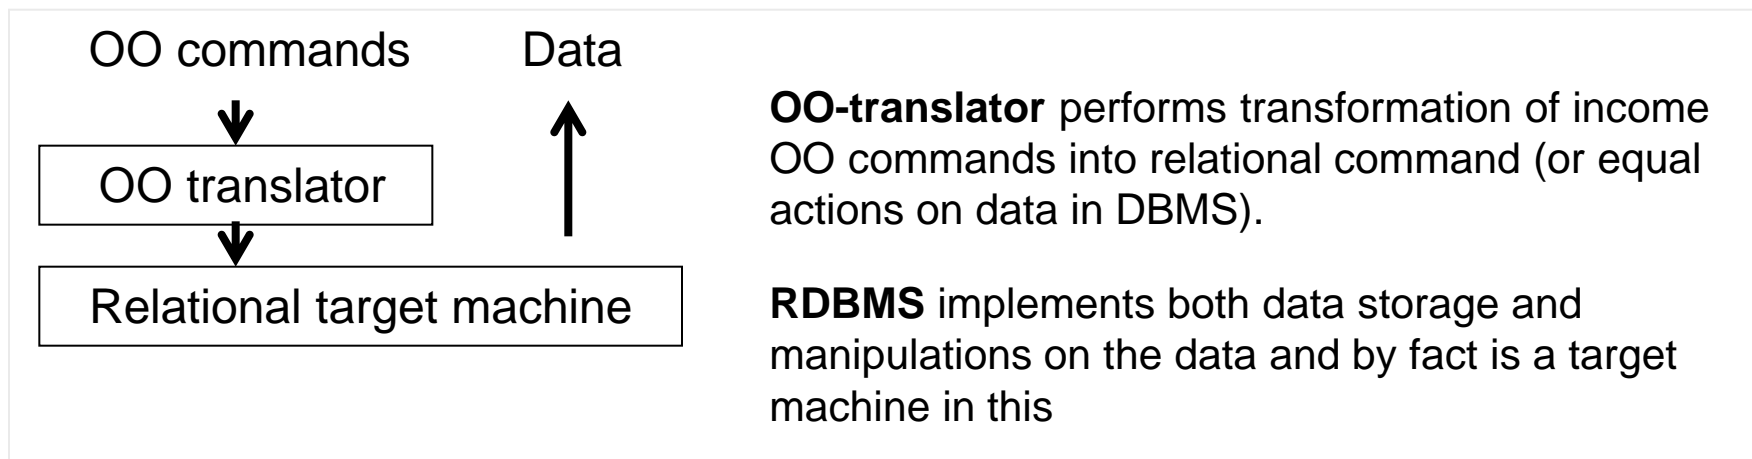 OO commands
Data
OO translator
Relational target machine
OO-translator performs transformation of income
OO commands into relational command (or equal
actions on data in DBMS).
RDBMS implements both data storage and
manipulations on the data and by fact is a target
machine in this